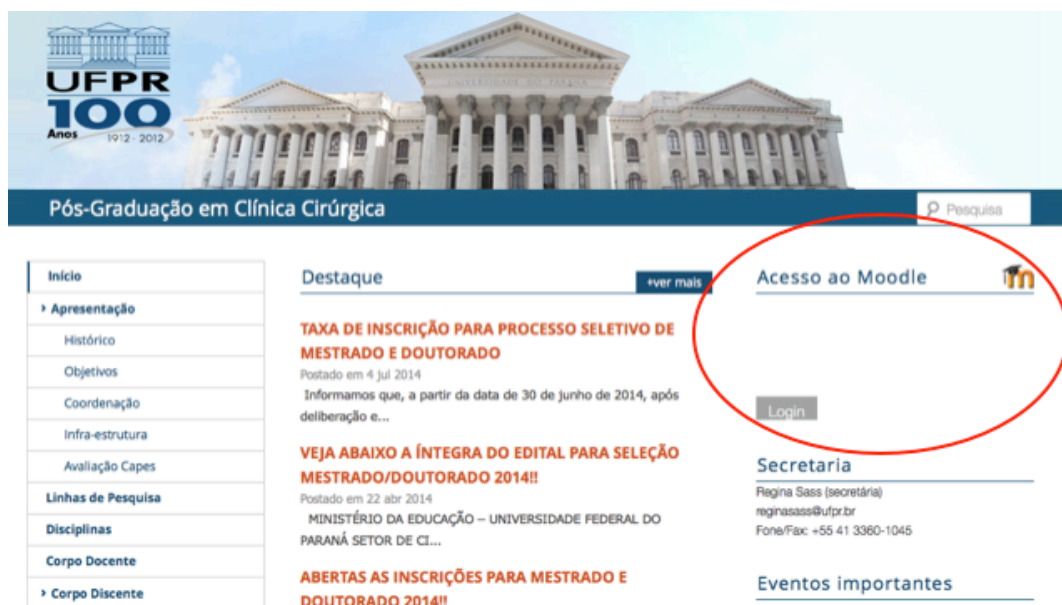 UFPR
100
Anos 1912 - 2012
UNIVERSIDADE DO PARANÁ
Pós-Graduação em Clínica Cirúrgica
Pesquisa
Início
Apresentação
Histórico
Objetivos
Coordenação
Infra-estrutura
Avaliação Capes
Linhas de Pesquisa
Disciplinas
Corpo Docente
Corpo Discente
Destaque
+ver mais
TAXA DE INSCRIÇÃO PARA PROCESSO SELETIVO DE
MESTRADO E DOUTORADO
Postado em 4 jul 2014
Informamos que, a partir da data de 30 de junho de 2014, após
deliberação e...
VEJA ABAIXO A ÍNTEGRA DO EDITAL PARA SELEÇÃO
MESTRADO/DOUTORADO 2014!!
Postado em 22 abr 2014
MINISTÉRIO DA EDUCAÇÃO – UNIVERSIDADE FEDERAL DO
PARANÁ SETOR DE CI...
ABERTAS AS INSCRIÇÕES PARA MESTRADO E
DOUTORADO 2014!!
Acesso ao Moodle
m
Login
Secretaria
Regina Sass (secretária)
reginasass@ufpr.br
Fone/Fax: +55 41 3360-1045
Eventos importantes